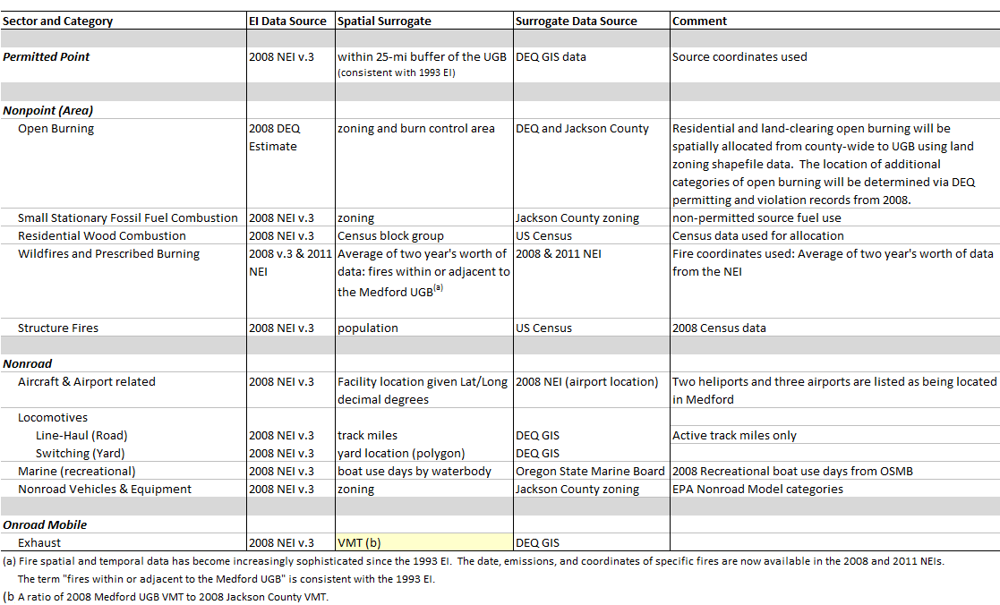 Sector and Category EI Data Source Spatial Surrogate Surrogate Data Source Comment
Permitted Point 2008 NEI v.3 within 25-mi buffer of the UGB DEQ GIS data Source coordinates used
(consistent with 1993 EI)
Nonpoint (Area)
Open Burning 2008 DEQ zoning and burn control area DEQ and Jackson County Residential and land-clearing open burning will be
Estimate spatially allocated from county-wide to UGB using land
zoning shapefile data. The location of additional
categories of open burning will be determined via DEQ
permitting and violation records from 2008.
Small Stationary Fossil Fuel Combustion 2008 NEI v.3 zoning Jackson County zoning non-permitted source fuel use
Residential Wood Combustion 2008 NEI v.3 Census block group US Census Census data used for allocation
Wildfires and Prescribed Burning 2008 v.3 & 2011 Average of two year's worth of 2008 & 2011 NEI Fire coordinates used: Average of two year's worth of data
NEI data: fires within or adjacent to from the NEI
the Medford UGB(a)
Structure Fires 2008 NEI v.3 population US Census 2008 Census data
Nonroad
Aircraft & Airport related 2008 NEI v.3 Facility location given Lat/Long 2008 NEI (airport location) Two heliports and three airports are listed as being located
decimal degrees in Medford
Locomotives
Line-Haul (Road) 2008 NEI v.3 track miles DEQ GIS Active track miles only
Switching (Yard) 2008 NEI v.3 yard location (polygon) DEQ GIS
Marine (recreational) 2008 NEI v.3 boat use days by waterbody Oregon State Marine Board 2008 Recreational boat use days from OSMB
Nonroad Vehicles & Equipment 2008 NEI v.3 zoning Jackson County zoning EPA Nonroad Model categories
Onroad Mobile
Exhaust 2008 NEI v.3 VMT (b) DEQ GIS
(a) Fire spatial and temporal data has become increasingly sophisticated since the 1993 EI. The date, emissions, and coordinates of specific fires are now available in the 2008 and 2011 NEIs.
The term "fires within or adjacent to the Medford UGB" is consistent with the 1993 EI.
(b A ratio of 2008 Medford UGB VMT to 2008 Jackson County VMT.